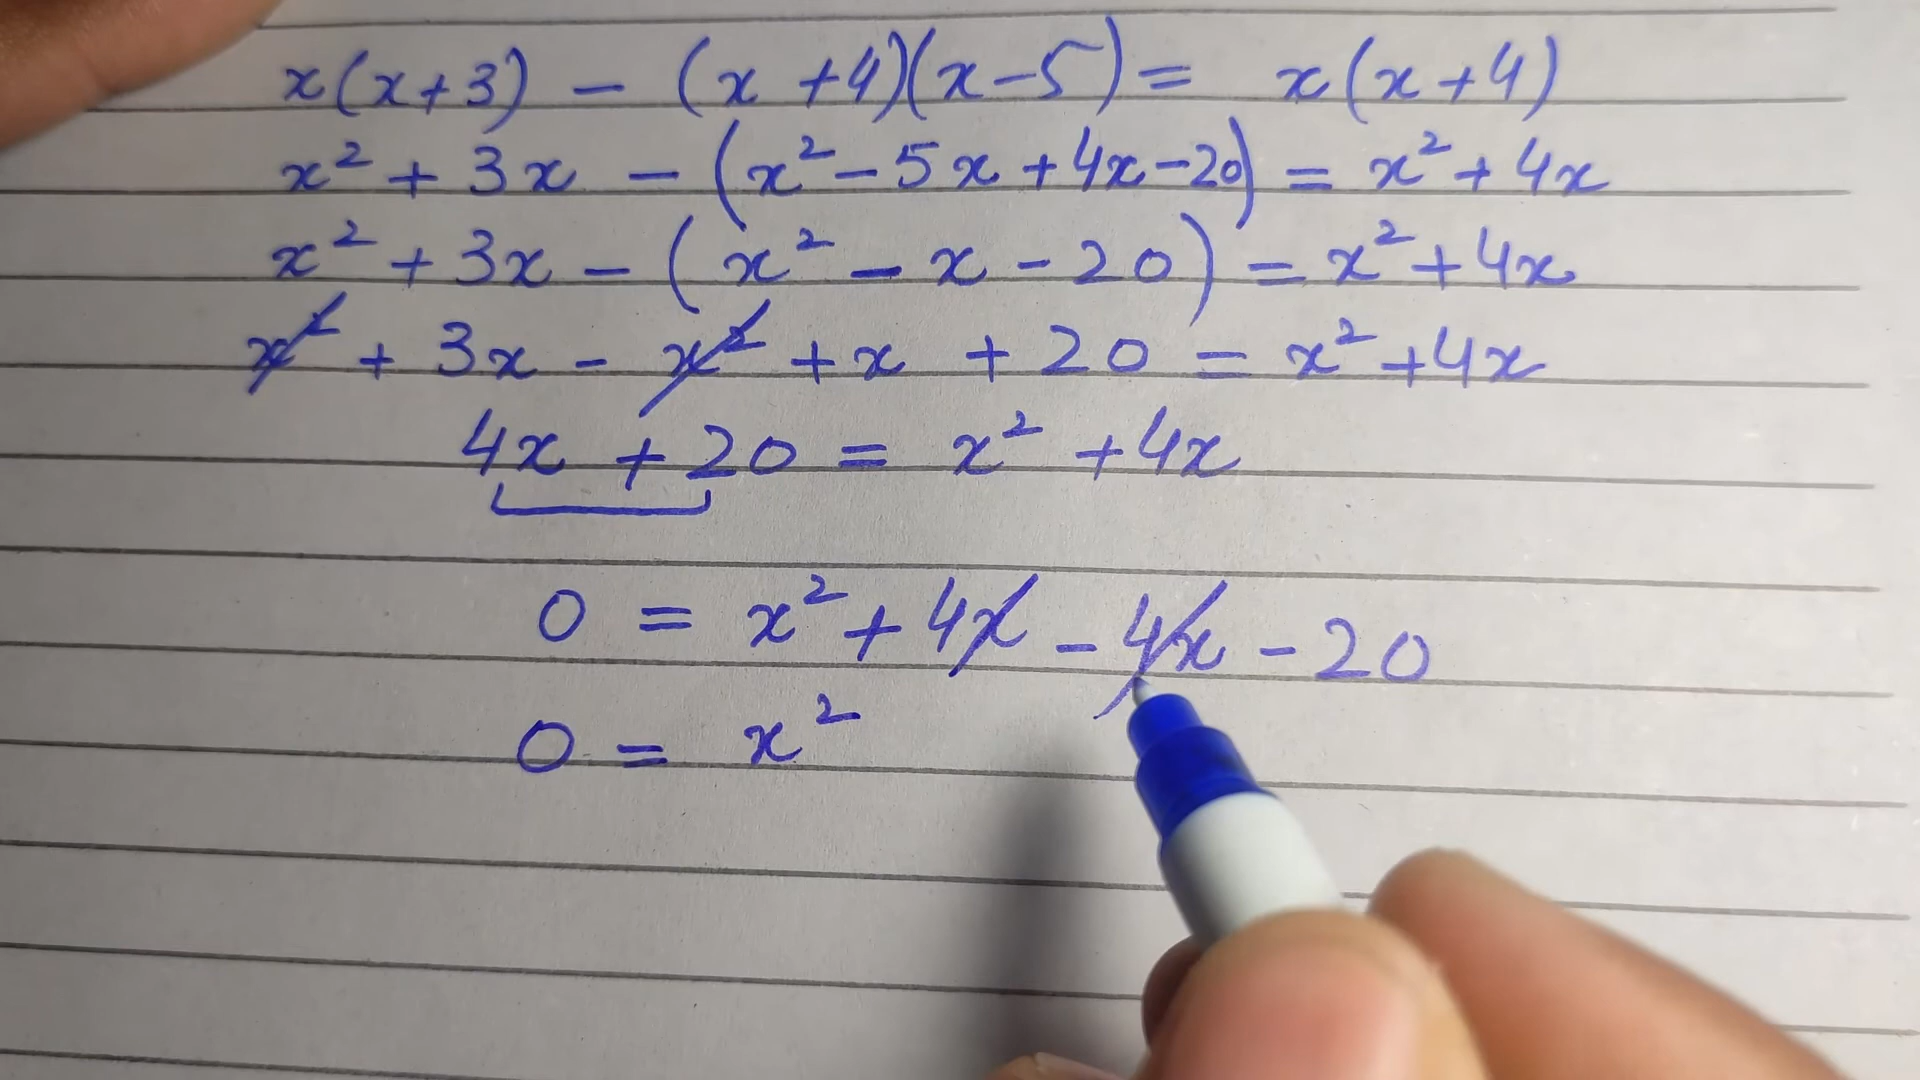 x(x+3) - (x+4)(x-5) = x(x+4)
x² + 3x - (x² - 5x + 4x - 20) = x² + 4x
x² + 3x - (x² - x - 20) = x² + 4x
x² + 3x - x² + x + 20 = x² + 4x
4x + 20 = x² + 4x
0 = x² + 4x - 4x - 20
0 = x²